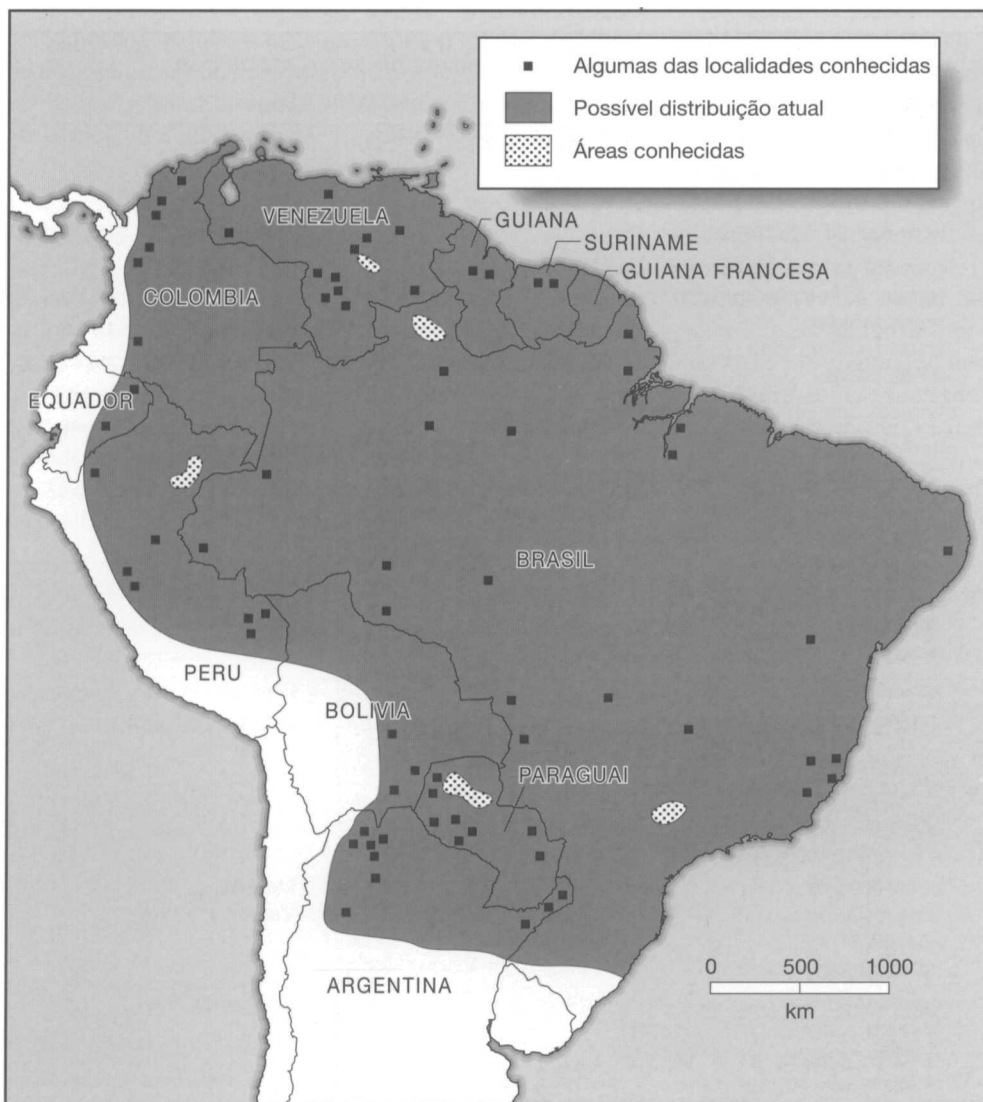 Algumas das localidades conhecidas
Possível distribuição atual
Áreas conhecidas
VENEZUELA
GUIANA
SURINAME
GUIANA FRANCESA
COLOMBIA
EQUADOR
BRASIL
PERU
BOLIVIA
PARAGUAI
ARGENTINA
0 500 1000
km